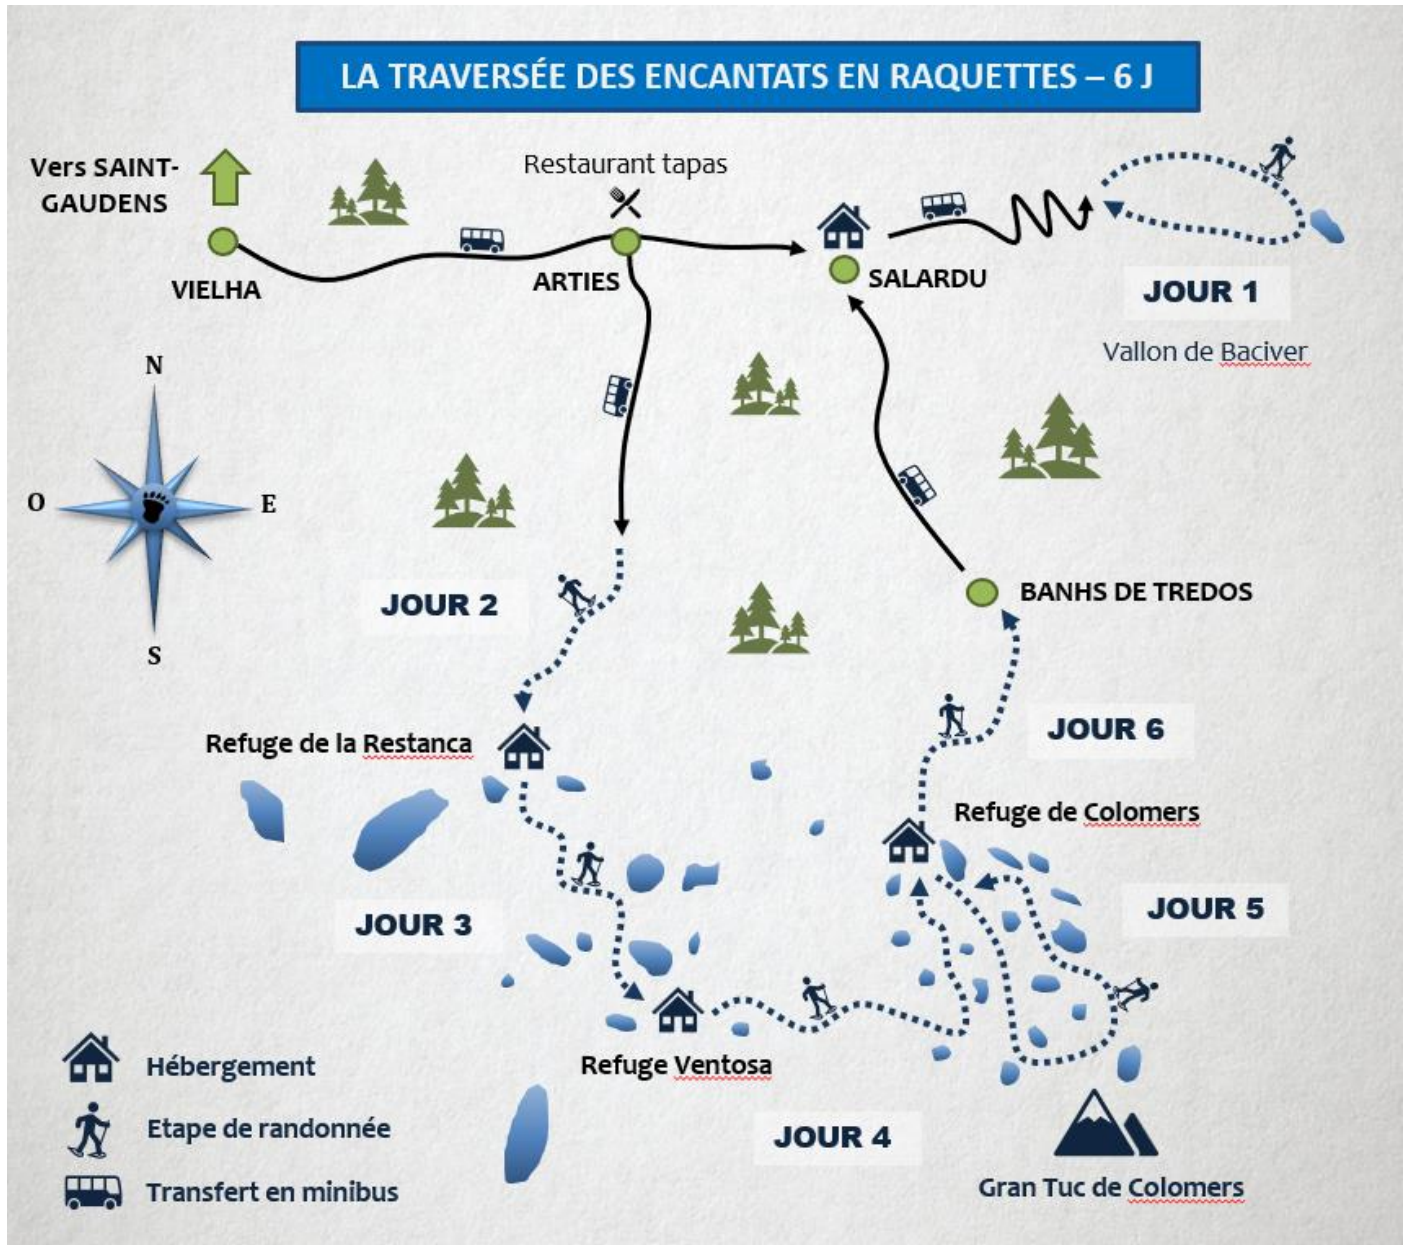 LA TRAVERSÉE DES ENCANTATS EN RAQUETTES – 6 J
Vers SAINT-
GAUDENS
Restaurant tapas
VIELHA
ARTIES
SALARDU
JOUR 1
Vallon de Baciver
N
O
E
S
JOUR 2
BANHS DE TREDOS
Refuge de la Restanca
JOUR 6
Refuge de Colomers
JOUR 3
JOUR 5
Refuge Ventosa
JOUR 4
Gran Tuc de Colomers
Hébergement
Etape de randonnée
Transfert en minibus